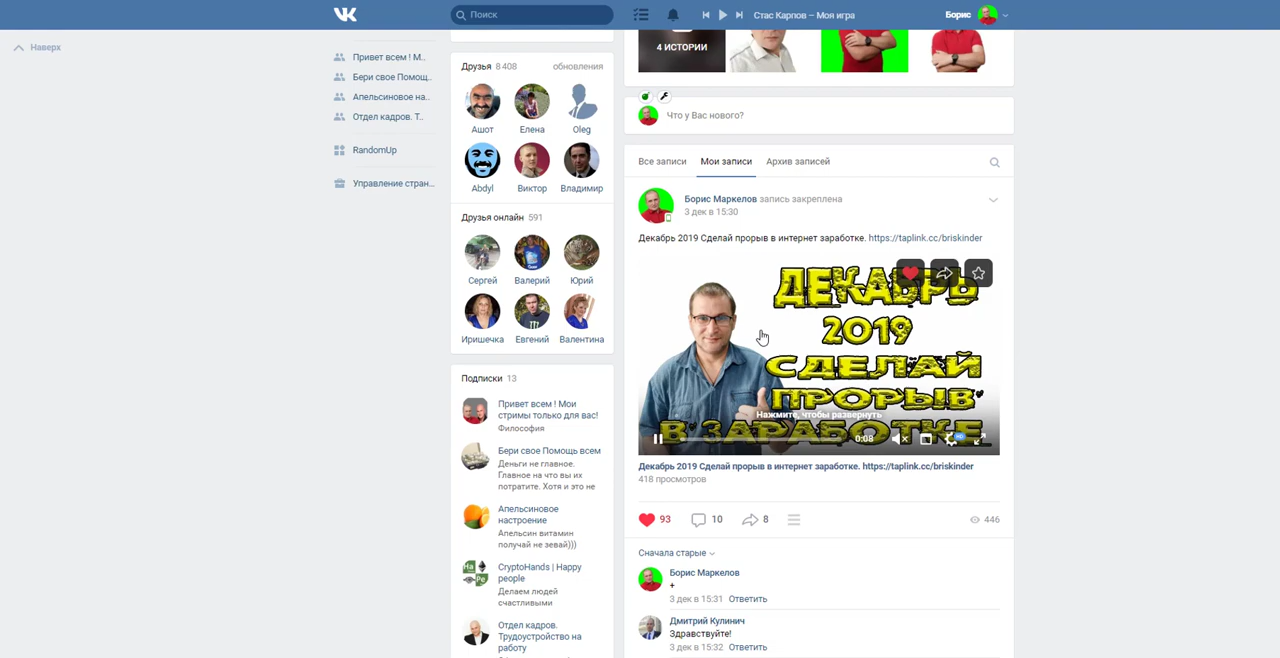 Поиск
Стас Карпов – Моя игра
Борис
Наверх
Привет всем ! М..
Бери свое Помощ..
Апельсиновое на..
Отдел кадров. Т..
RandomUp
Управление стран...
Друзья 8 408
обновления
Ашот
Елена
Oleg
Abdyl
Виктор
Владимир
Друзья онлайн 591
Сергей
Валерий
Юрий
Иришечка
Евгений
Валентина
Подписки 13
Привет всем ! Мои
стримы только для вас!
Философия
Бери свое Помощь всем
Деньги не главное.
Главное на что вы их
потратите. Хотя и это не
Апельсиновое
настроение
Апельсин витамин
получай не зевай)))
CryptoHands | Happy
people
Делаем людей
счастливыми
Отдел кадров.
Трудоустройство на
работу
4 ИСТОРИИ
Что у Вас нового?
Все записи
Мои записи
Архив записей
Борис Маркелов запись закреплена
3 дек в 15:30
Декабрь 2019 Сделай прорыв в интернет заработке. https://taplink.cc/briskinder
ДЕКАБРЬ
2019
СДЕЛАЙ
ПРОРЫВ
Нажмите, чтобы развернуть
В ЗАРАБОТКЕ
0:08
HD
Декабрь 2019 Сделай прорыв в интернет заработке. https://taplink.cc/briskinder
418 просмотров
93
10
8
446
Сначала старые
Борис Маркелов
+
3 дек в 15:31 Ответить
Дмитрий Кулинич
Здравствуйте!
3 дек в 15:32 Ответить